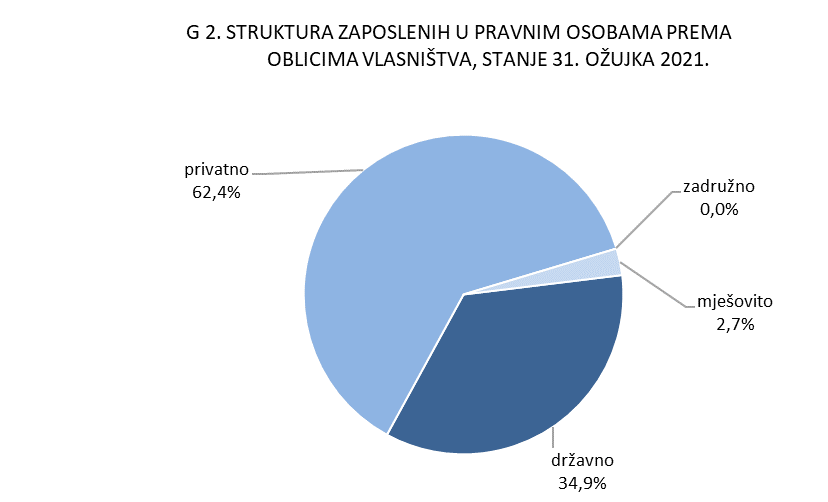 G 2. STRUKTURA ZAPOSLENIH U PRAVNIM OSOBAMA PREMA
OBLICIMA VLASNIŠTVA, STANJE 31. OŽUJKA 2021.
privatno
62,4%
zadružno
0,0%
mješovito
2,7%
državno
34,9%